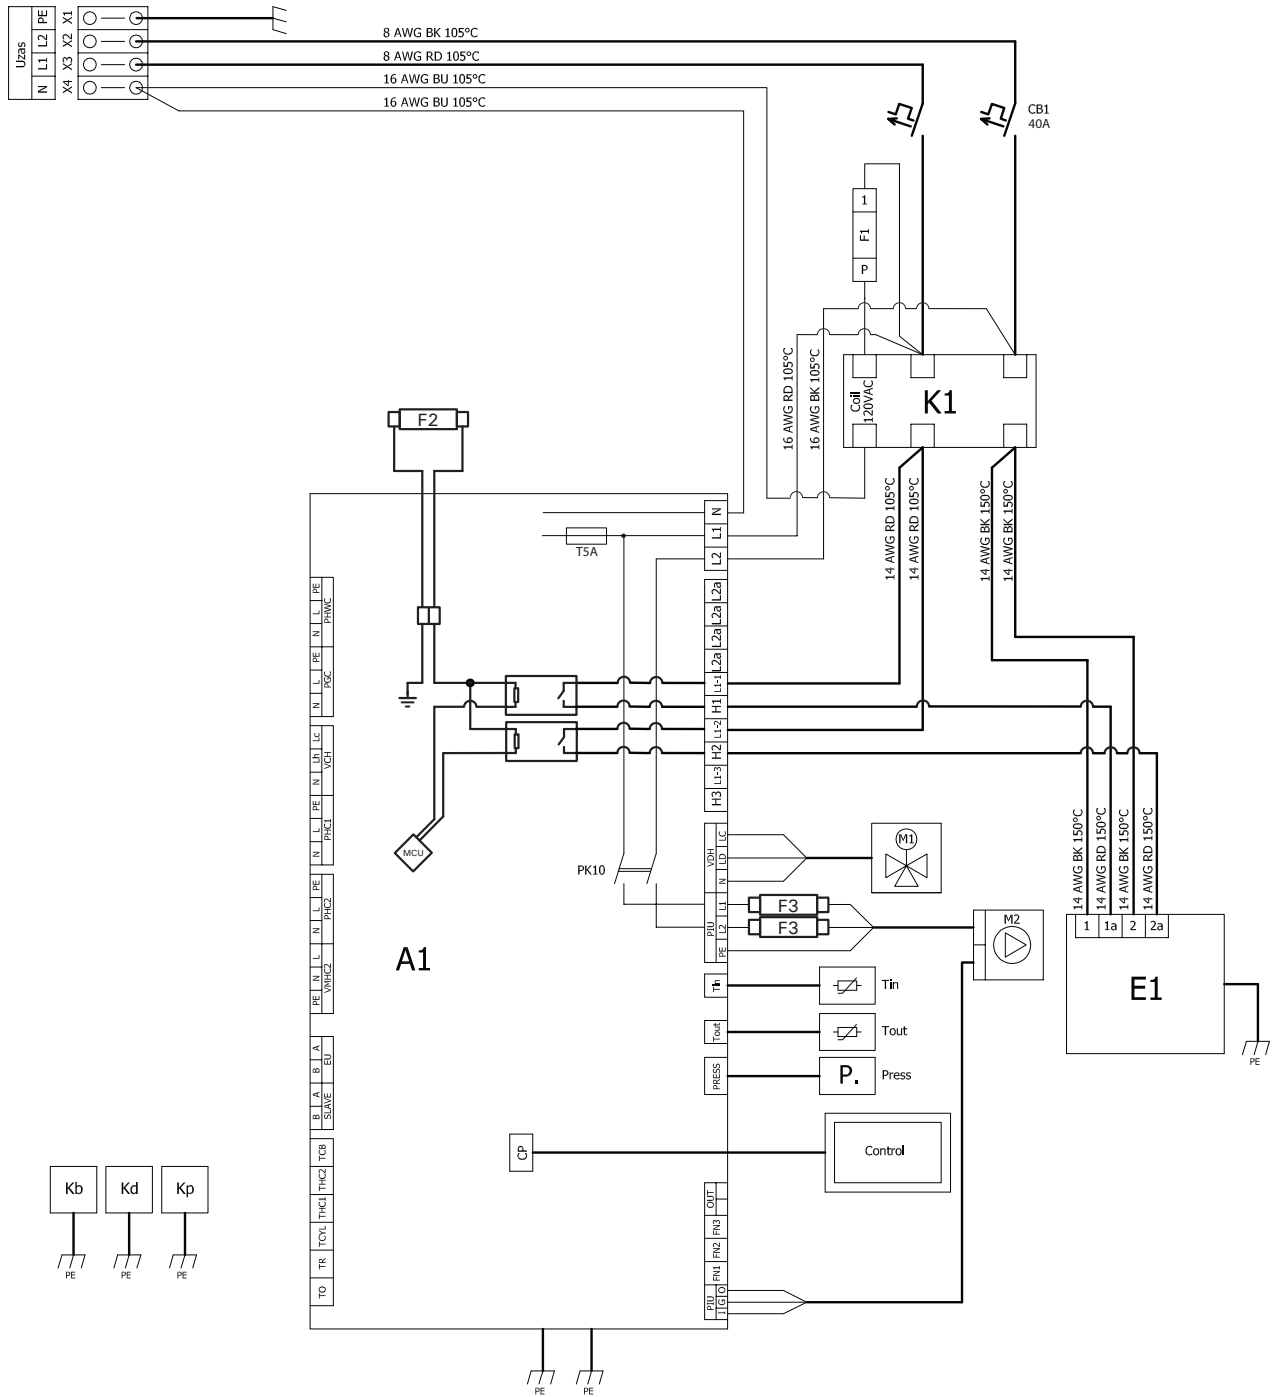 Uzas
PE
L2
L1
N
X1
X2
X3
X4
8 AWG BK 105°C
8 AWG RD 105°C
16 AWG BU 105°C
16 AWG BU 105°C
CB1
40A
1
F1
P
16 AWG RD 105°C
16 AWG BK 105°C
Coil
120VAC
K1
14 AWG RD 105°C
14 AWG RD 105°C
14 AWG BK 150°C
14 AWG BK 150°C
F2
T5A
N
L1
L2
L2a
L2a
L2a
L2a
L1-1
H1
L1-2
H2
L1-3
H3
PE
L
N
PHWC
PE
L
N
PGC
Lc
Lh
N
VCH
PE
L
N
PHC1
PE
L
N
PHC2
L
N
PE
VMHC2
A
B
EU
A
B
SLAVE
TCB
THC2
THC1
TCYL
TR
TO
MCU
PK10
A1
VDH
LC
LD
N
PIU
L1
L2
PE
F3
F3
M1
M2
14 AWG BK 150°C
14 AWG RD 150°C
14 AWG BK 150°C
14 AWG RD 150°C
1
1a
2
2a
E1
PE
Tin
Tin
Tout
Tout
PRESS
P.
Press
CP
Control
OUT
FN3
FN2
FN1
PIU
O
G
I
Kb
Kd
Kp
PE
PE
PE
PE
PE